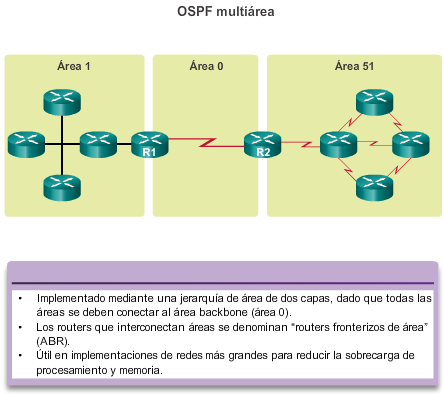 OSPF multiárea
Área 1
Área 0
Área 51
R1
R2
• Implementado mediante una jerarquía de área de dos capas, dado que todas las
áreas se deben conectar al área backbone (área 0).
• Los routers que interconectan áreas se denominan “routers fronterizos de área”
(ABR).
• Útil en implementaciones de redes más grandes para reducir la sobrecarga de
procesamiento y memoria.